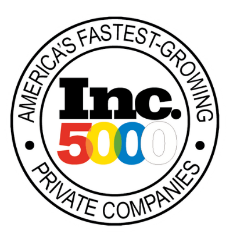 AMERICA'S FASTEST-GROWING
Inc.
5000
PRIVATE COMPANIES